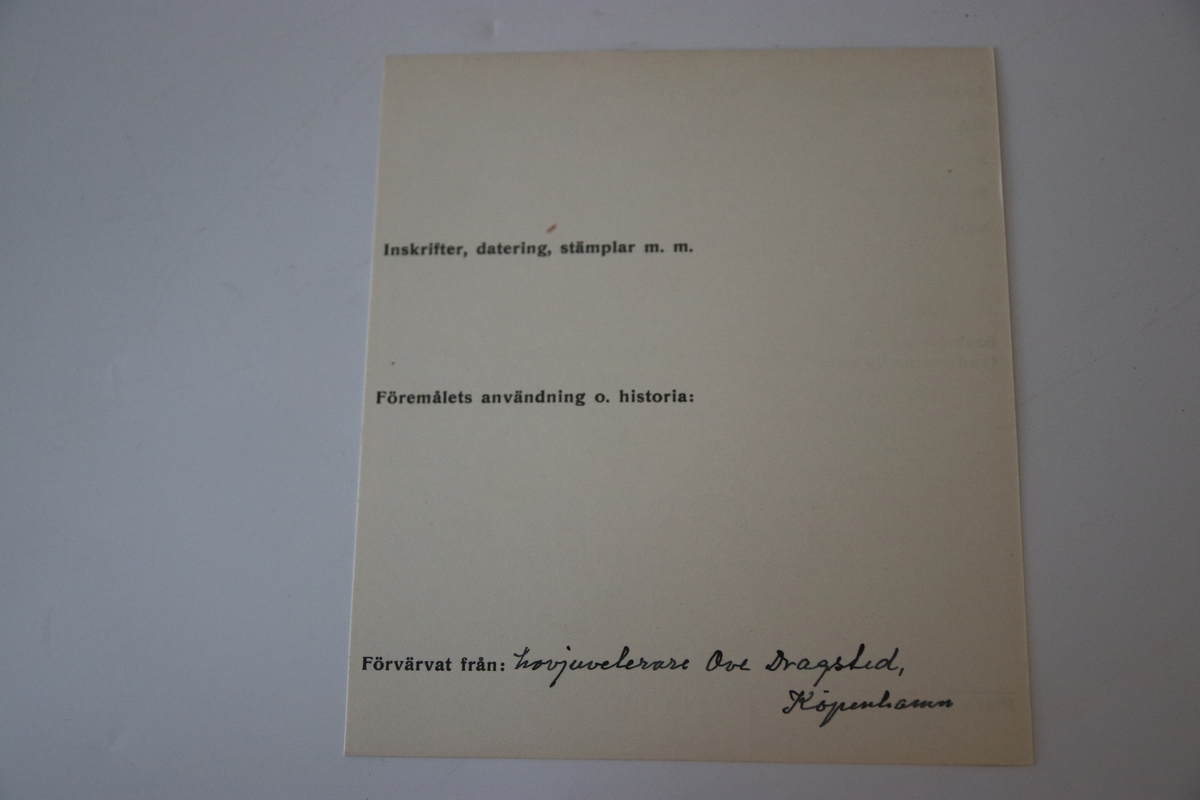 Inskrifter, datering, stämplar m. m.
Föremålets användning o. historia:
Förvärvat från: hovjuvelerare Ove Dragsted,
Köpenhamn